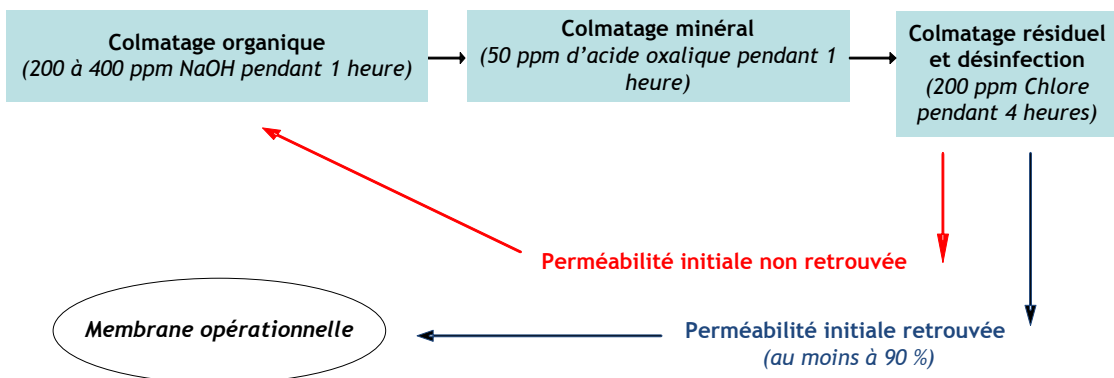 Colmatage organique
(200 à 400 ppm NaOH pendant 1 heure)
Colmatage minéral
(50 ppm d'acide oxalique pendant 1
heure)
Colmatage résiduel
et désinfection
(200 ppm Chlore
pendant 4 heures)
Perméabilité initiale non retrouvée
Membrane opérationnelle
Perméabilité initiale retrouvée
(au moins à 90 %)